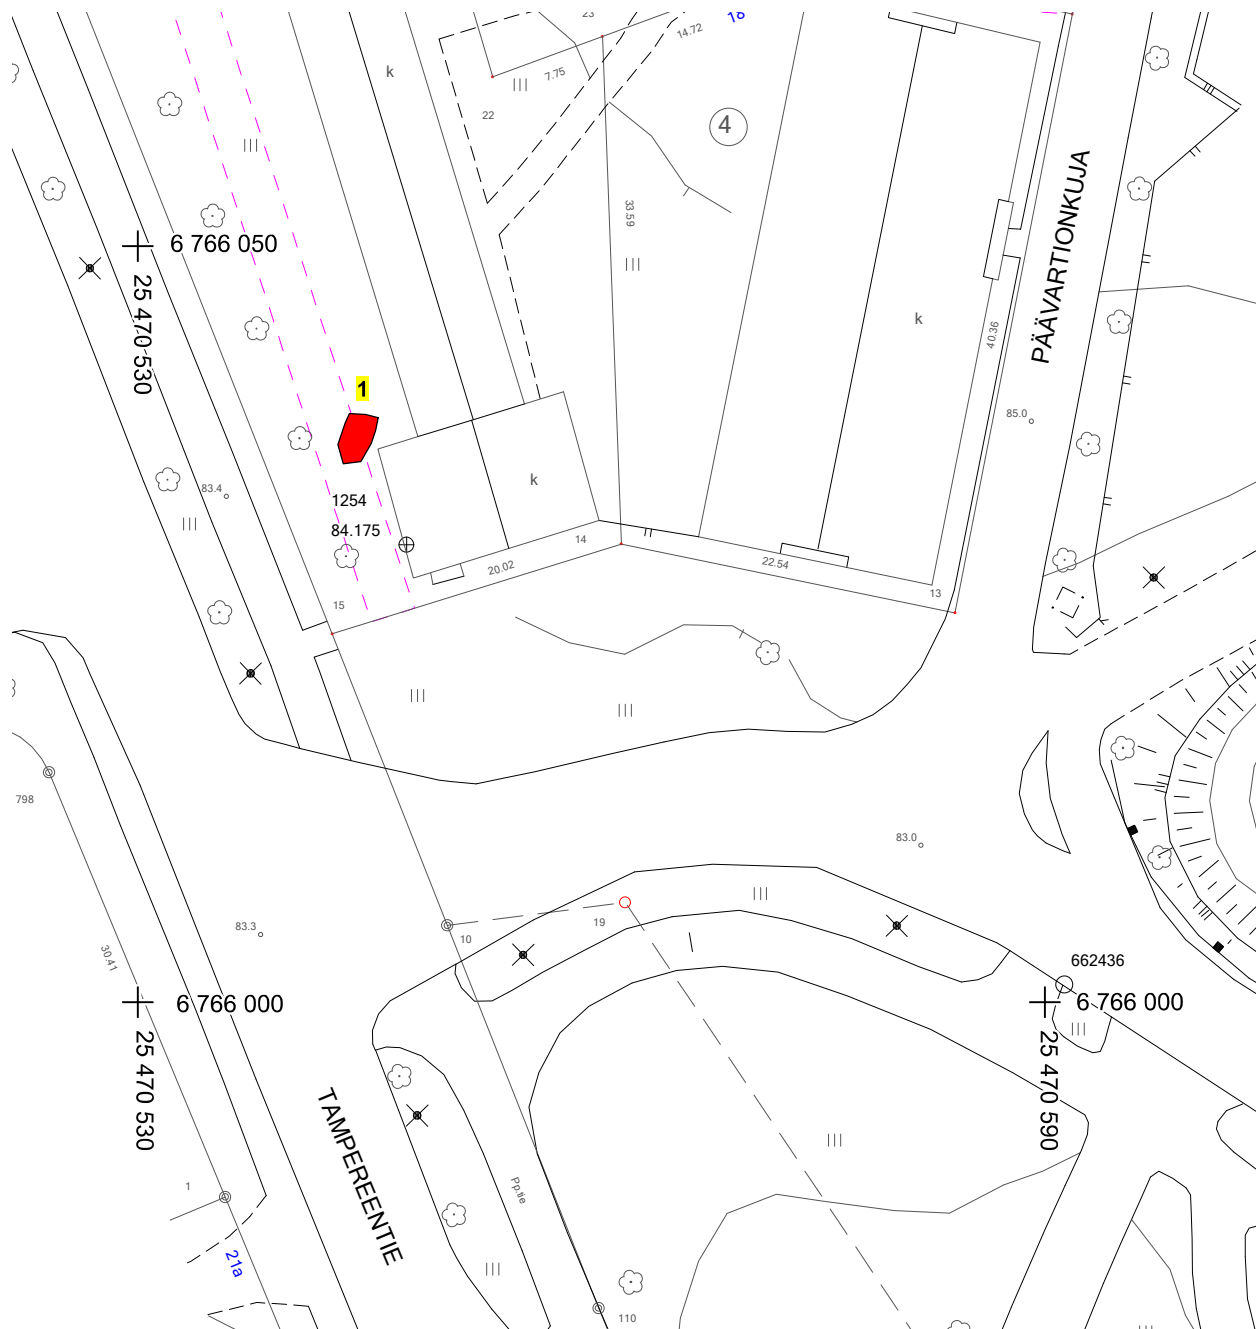 23
18
14.72
k
7.75
22
4
33.59
PÄÄVARTIONKUJA
6 766 050
25 470 530
k
40.36
1
85.0
k
83.4
1254
84.175
14
20.02
22.54
13
15
798
83.0
83.3
10
19
30.41
662436
6 766 000
6 766 000
25 470 530
25 470 590
TAMPEREENTIE
Pp.tie
1
21a
110